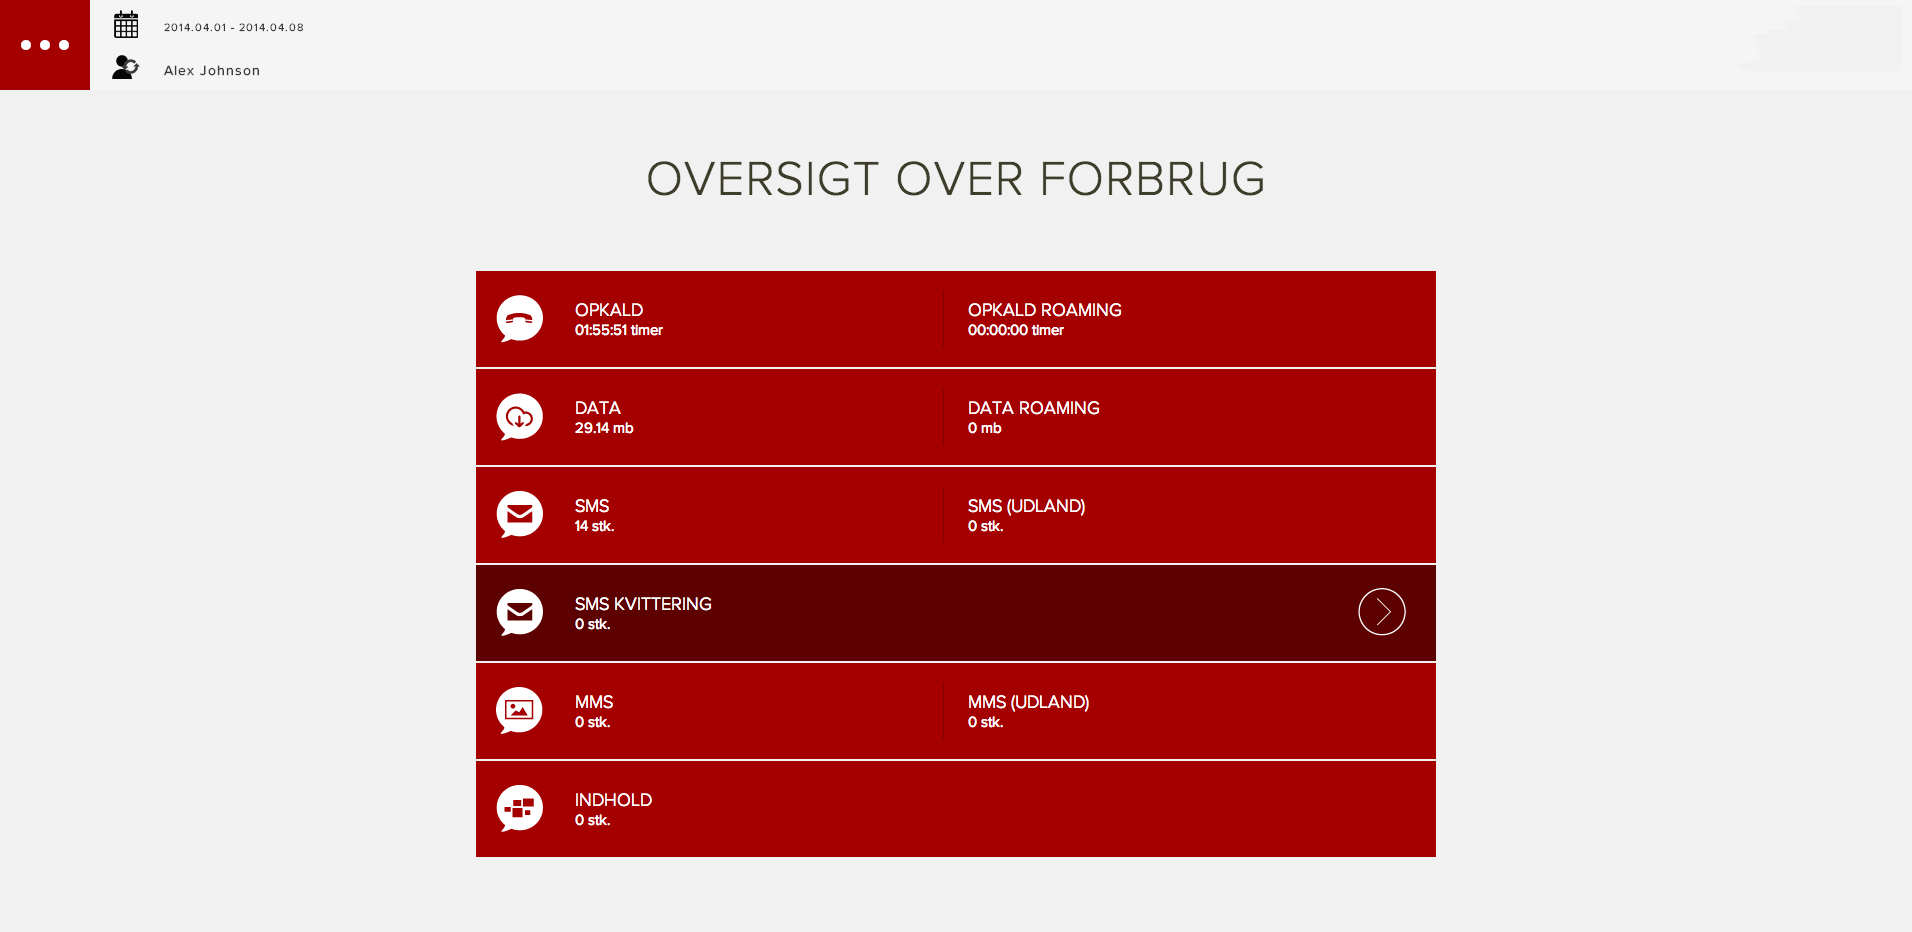 2014.04.01 - 2014.04.08
Alex Johnson
OVERSIGT OVER FORBRUG
OPKALD
01:55:51 timer
OPKALD ROAMING
00:00:00 timer
DATA
29.14 mb
DATA ROAMING
0 mb
SMS
14 stk.
SMS (UDLAND)
0 stk.
SMS KVITTERING
0 stk.
MMS
0 stk.
MMS (UDLAND)
0 stk.
INDHOLD
0 stk.